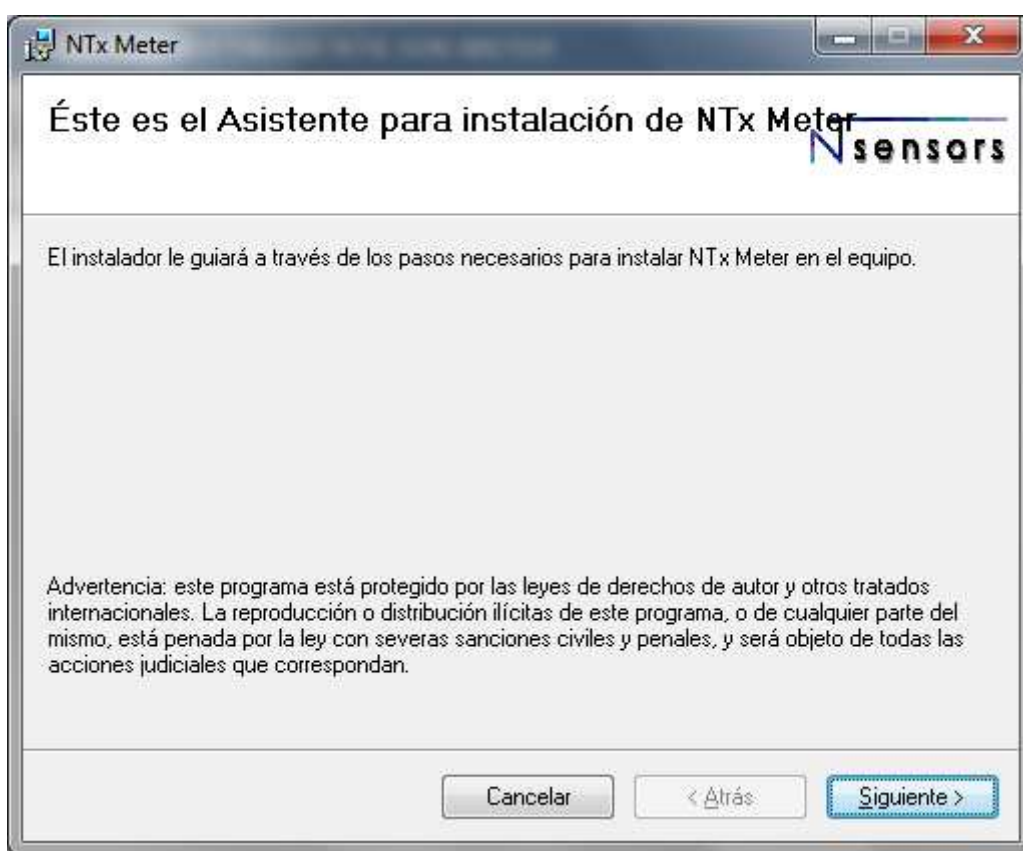 NTx Meter
Éste es el Asistente para instalación de NTx Meter
Nsensors
El instalador le guiará a través de los pasos necesarios para instalar NTx Meter en el equipo.
Advertencia: este programa está protegido por las leyes de derechos de autor y otros tratados
internacionales. La reproducción o distribución ilícitas de este programa, o de cualquier parte del
mismo, está penada por la ley con severas sanciones civiles y penales, y será objeto de todas las
acciones judiciales que correspondan.
Cancelar
< Atrás
Siguiente >